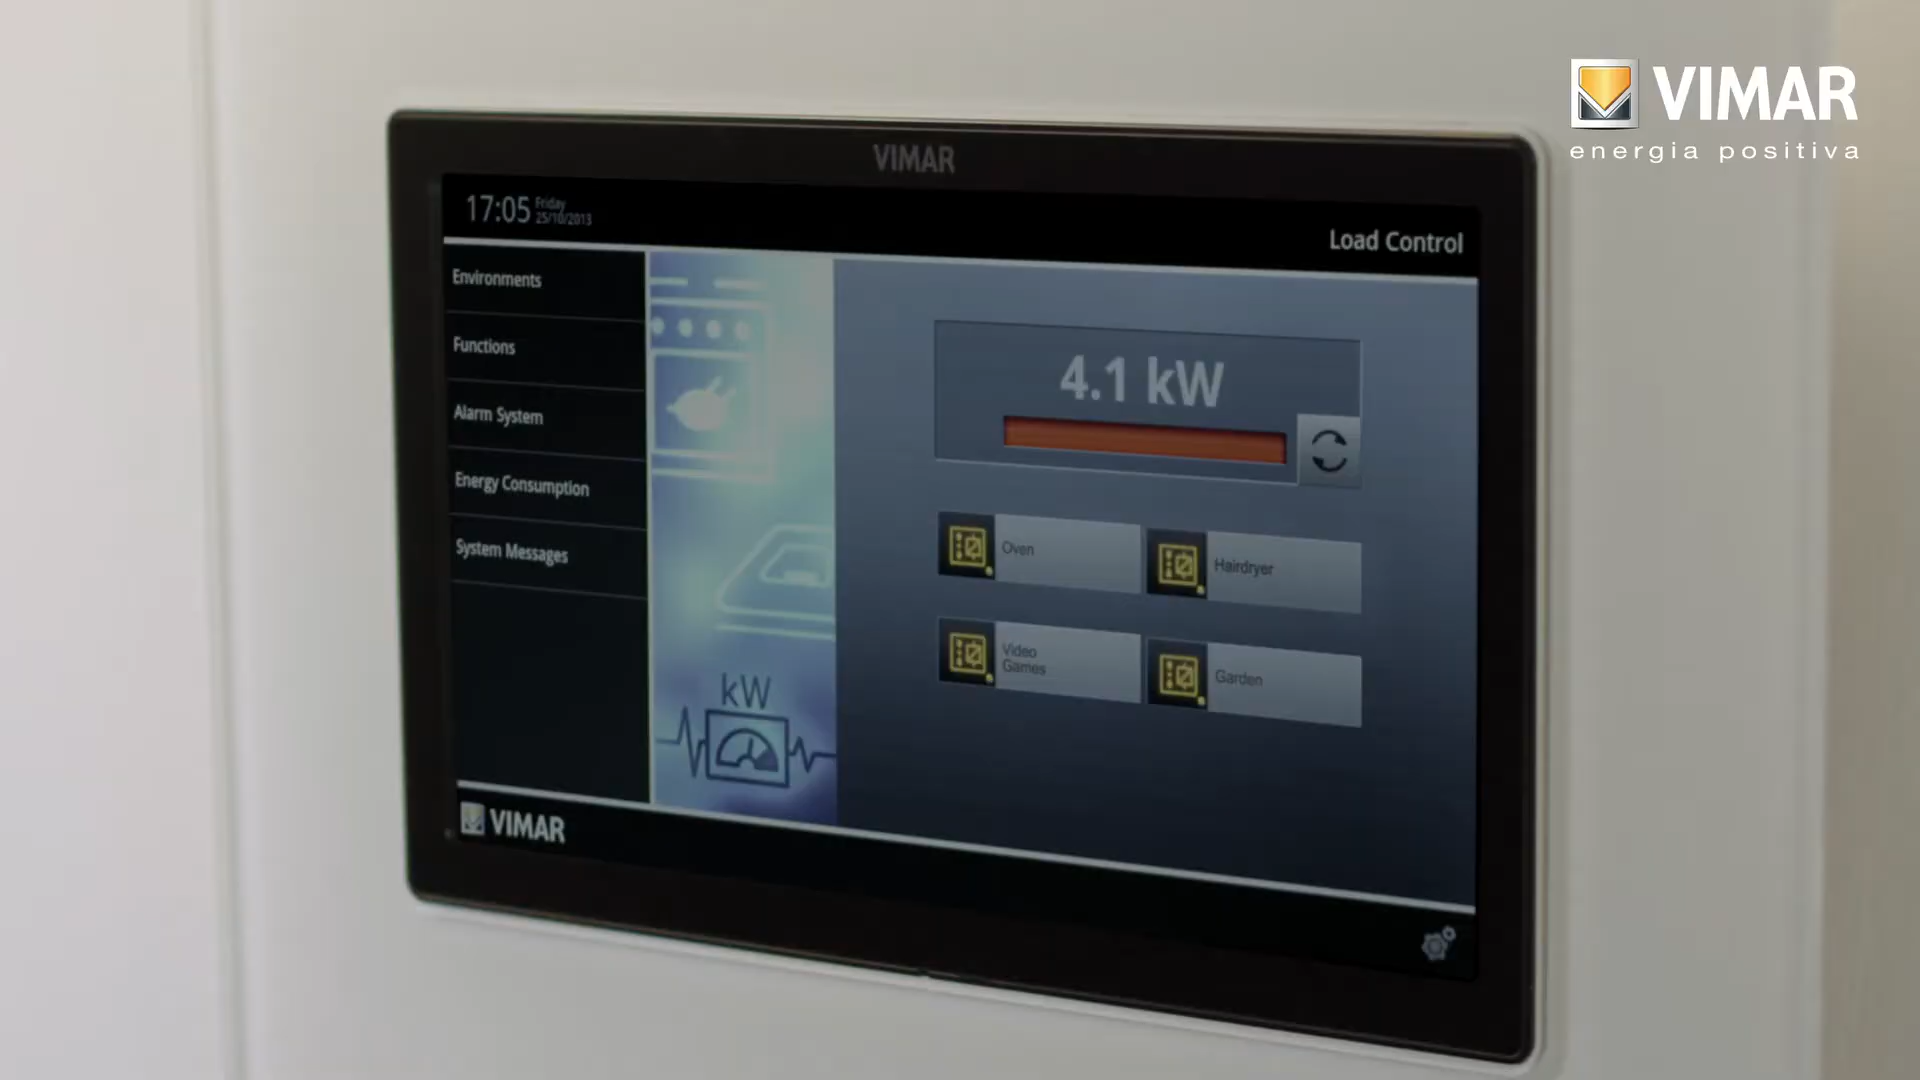 VIMAR
energia positiva
VIMAR
17:05
Friday
25/10/2013
Load Control
Environments
Functions
Alarm System
Energy Consumption
System Messages
4.1 kW
Oven
Hairdryer
Video
Games
Garden
kW
VIMAR